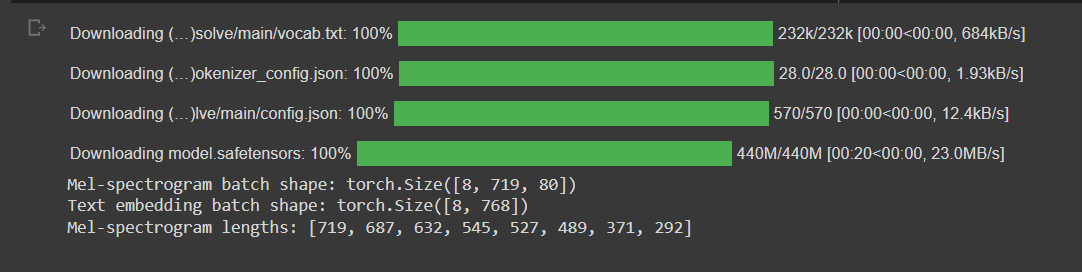 Downloading (…)solve/main/vocab.txt: 100% 232k/232k [00:00<00:00, 684kB/s]
Downloading (…)okenizer_config.json: 100% 28.0/28.0 [00:00<00:00, 1.93kB/s]
Downloading (…)lve/main/config.json: 100% 570/570 [00:00<00:00, 12.4kB/s]
Downloading model.safetensors: 100% 440M/440M [00:20<00:00, 23.0MB/s]
Mel-spectrogram batch shape: torch.Size([8, 719, 80])
Text embedding batch shape: torch.Size([8, 768])
Mel-spectrogram lengths: [719, 687, 632, 545, 527, 489, 371, 292]